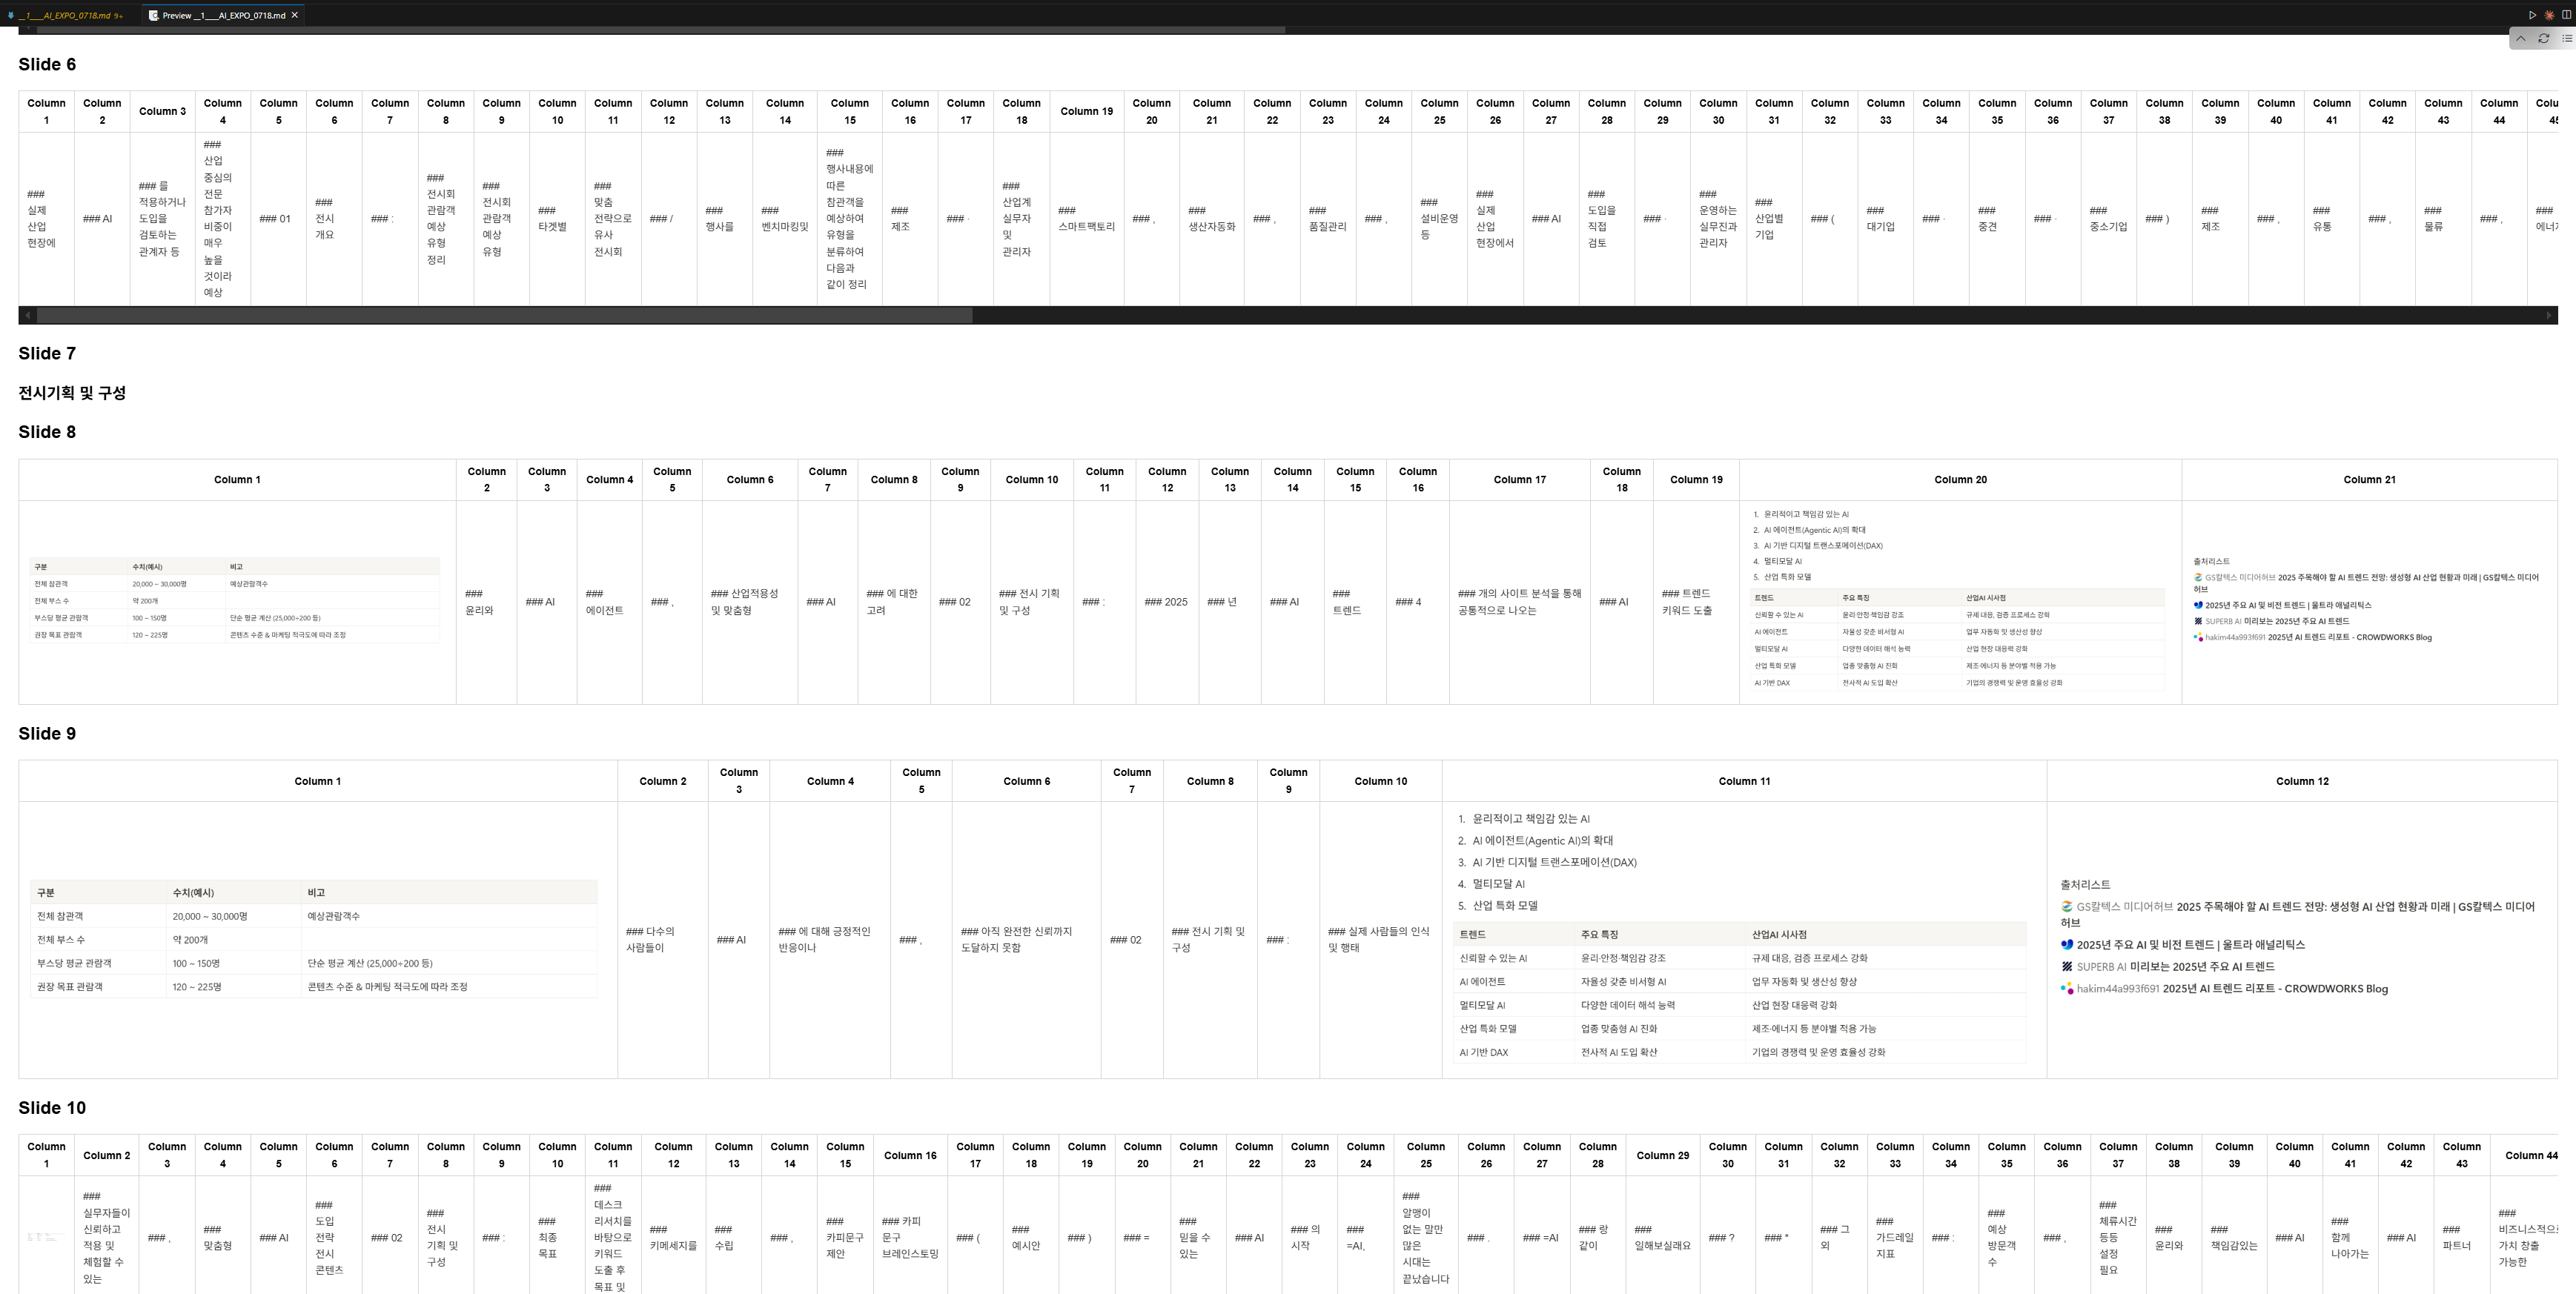 __1___AI_EXPO_0718.md 9+
Preview __1___AI_EXPO_0718.md
Slide 6
Column 1 Column 2 Column 3 Column 4 Column 5 Column 6 Column 7 Column 8 Column 9 Column 10 Column 11 Column 12 Column 13 Column 14 Column 15 Column 16 Column 17 Column 18 Column 19 Column 20 Column 21 Column 22 Column 23 Column 24 Column 25 Column 26 Column 27 Column 28 Column 29 Column 30 Column 31 Column 32 Column 33 Column 34 Column 35 Column 36 Column 37 Column 38 Column 39 Column 40 Column 41 Column 42 Column 43 Column 44
### 실제 산업 현장에
### AI
### 를 적용하거나 도입을 검토하는 관계자 등
### 산업 중심의 전문 참가자 비중이 매우 높을 것이라 예상
### 01
### 전시 개요
### :
### 전시회 관람객 예상 유형 정리
### 전시회 관람객 예상 유형
### 타겟별
### 맞춤 전략으로 유사 전시회
### /
### 행사를
### 벤치마킹및
### 행사내용에 따른 참관객을 예상하여 유형을 분류하여 다음과 같이 정리
### 제조
### ·
### 산업계 실무자 및 관리자
### 스마트팩토리
### ,
### 생산자동화
### ,
### 품질관리
### ,
### 설비운영 등
### 실제 산업 현장에서
### AI
### 도입을 직접 검토
### ·
### 운영하는 실무진과 관리자
### 산업별 기업
### (
### 대기업
### ·
### 중견
### ·
### 중소기업
### )
### 제조
### ,
### 유통
### ,
### 물류
### ,
Slide 7
전시기획 및 구성
Slide 8
Column 1 Column 2 Column 3 Column 4 Column 5 Column 6 Column 7 Column 8 Column 9 Column 10 Column 11 Column 12 Column 13 Column 14 Column 15 Column 16 Column 17 Column 18 Column 19 Column 20 Column 21
구분 수치(예시) 비고
전체 참관객 20,000 ~ 30,000명 예상관람객수
전체 부스 수 약 200개
부스당 평균 관람객 100 ~ 150명 단순 평균 계산 (25,000÷200 등)
권장 목표 관람객 120 ~ 225명 콘텐츠 수준 & 마케팅 적극도에 따라 조정
### 윤리와
### AI
### 에이전트
### ,
### 산업적용성 및 맞춤형
### AI
### 에 대한 고려
### 02
### 전시 기획 및 구성
### :
### 2025
### 년
### AI
### 트렌드
### 4
### 개의 사이트 분석을 통해 공통적으로 나오는
### AI
### 트렌드 키워드 도출
1. 윤리적이고 책임감 있는 AI
2. AI 에이전트(Agentic AI)의 확대
3. AI 기반 디지털 트랜스포메이션(DAX)
4. 멀티모달 AI
5. 산업 특화 모델
트렌드 주요 특징 산업AI 시사점
신뢰할 수 있는 AI 윤리·안정·책임감 강조 규제 대응, 검증 프로세스 강화
AI 에이전트 자율성 갖춘 비서형 AI 업무 자동화 및 생산성 향상
멀티모달 AI 다양한 데이터 해석 능력 산업 현장 대응력 강화
산업 특화 모델 업종 맞춤형 AI 진화 제조·에너지 등 분야별 적용 가능
AI 기반 DAX 전사적 AI 도입 확산 기업의 경쟁력 및 운영 효율성 강화
출처리스트
GS칼텍스 미디어허브 2025 주목해야 할 AI 트렌드 전망: 생성형 AI 산업 현황과 미래 | GS칼텍스 미디어
허브
2025년 주요 AI 및 비전 트렌드 | 울트라 애널리틱스
SUPERB AI 미리보는 2025년 주요 AI 트렌드
hakim44a993f691 2025년 AI 트렌드 리포트 - CROWDWORKS Blog
Slide 9
Column 1 Column 2 Column 3 Column 4 Column 5 Column 6 Column 7 Column 8 Column 9 Column 10 Column 11 Column 12
구분 수치(예시) 비고
전체 참관객 20,000 ~ 30,000명 예상관람객수
전체 부스 수 약 200개
부스당 평균 관람객 100 ~ 150명 단순 평균 계산 (25,000÷200 등)
권장 목표 관람객 120 ~ 225명 콘텐츠 수준 & 마케팅 적극도에 따라 조정
### 다수의 사람들이
### AI
### 에 대해 긍정적인 반응이나
### ,
### 아직 완전한 신뢰까지 도달하지 못함
### 02
### 전시 기획 및 구성
### :
### 실제 사람들의 인식 및 행태
1. 윤리적이고 책임감 있는 AI
2. AI 에이전트(Agentic AI)의 확대
3. AI 기반 디지털 트랜스포메이션(DAX)
4. 멀티모달 AI
5. 산업 특화 모델
트렌드 주요 특징 산업AI 시사점
신뢰할 수 있는 AI 윤리·안정·책임감 강조 규제 대응, 검증 프로세스 강화
AI 에이전트 자율성 갖춘 비서형 AI 업무 자동화 및 생산성 향상
멀티모달 AI 다양한 데이터 해석 능력 산업 현장 대응력 강화
산업 특화 모델 업종 맞춤형 AI 진화 제조·에너지 등 분야별 적용 가능
AI 기반 DAX 전사적 AI 도입 확산 기업의 경쟁력 및 운영 효율성 강화
출처리스트
GS칼텍스 미디어허브 2025 주목해야 할 AI 트렌드 전망: 생성형 AI 산업 현황과 미래 | GS칼텍스 미디어
허브
2025년 주요 AI 및 비전 트렌드 | 울트라 애널리틱스
SUPERB AI 미리보는 2025년 주요 AI 트렌드
hakim44a993f691 2025년 AI 트렌드 리포트 - CROWDWORKS Blog
Slide 10
Column 1 Column 2 Column 3 Column 4 Column 5 Column 6 Column 7 Column 8 Column 9 Column 10 Column 11 Column 12 Column 13 Column 14 Column 15 Column 16 Column 17 Column 18 Column 19 Column 20 Column 21 Column 22 Column 23 Column 24 Column 25 Column 26 Column 27 Column 28 Column 29 Column 30 Column 31 Column 32 Column 33 Column 34 Column 35 Column 36 Column 37 Column 38 Column 39 Column 40 Column 41 Column 42 Column 43 Column 44
### 실무자들이 신뢰하고 적용 및 체험할 수 있는
### ,
### 맞춤형
### AI
### 도입 전략 전시 콘텐츠
### 02
### 전시 기획 및 구성
### :
### 최종 목표
### 데스크 리서치를 바탕으로 키워드 도출 후 목표 및
### 키메세지를
### 수립
### ,
### 카피문구 제안
### 카피 문구 브레인스토밍
### (
### 예시안
### )
### =
### 믿을 수 있는
### AI
### 의 시작
### =AI,
### 알맹이 없는 말만 많은 시대는 끝났습니다
### .
### =AI
### 랑 같이
### 일해보실래요
### ?
### *
### 그 외
### 가드레일 지표
### :
### 예상 방문객 수
### ,
### 체류시간 등등 설정 필요
### 윤리와
### 책임감있는
### AI
### 함께 나아가는
### AI
### 파트너
### 가치 창출 가능한